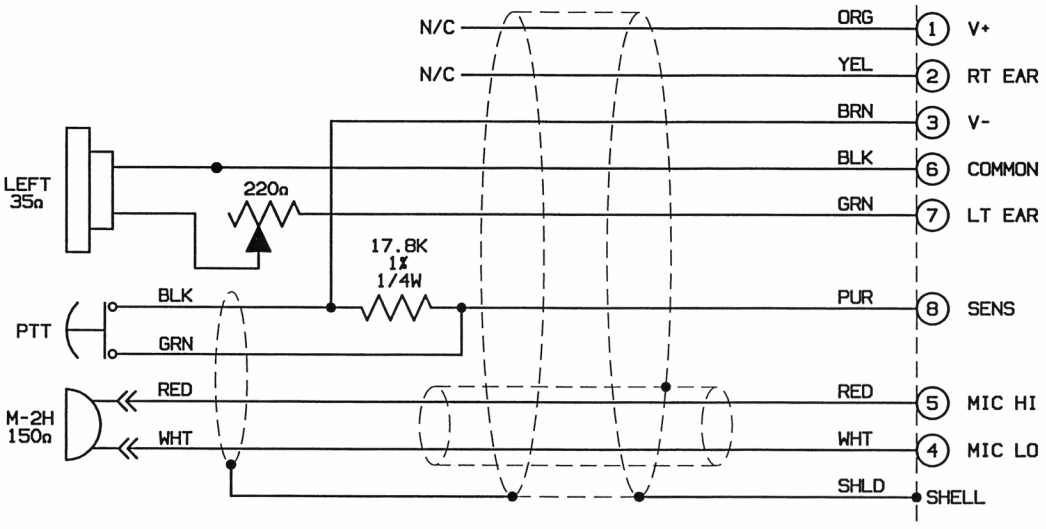 N/C ORG 1 V+
N/C YEL 2 RT EAR
BRN 3 V-
BLK 6 COMMON
LEFT
35Ω
220Ω GRN 7 LT EAR
17.8K
1%
1/4W
BLK PUR 8 SENS
PTT
GRN
RED RED 5 MIC HI
M-2H
150Ω
WHT WHT 4 MIC LO
SHLD SHELL